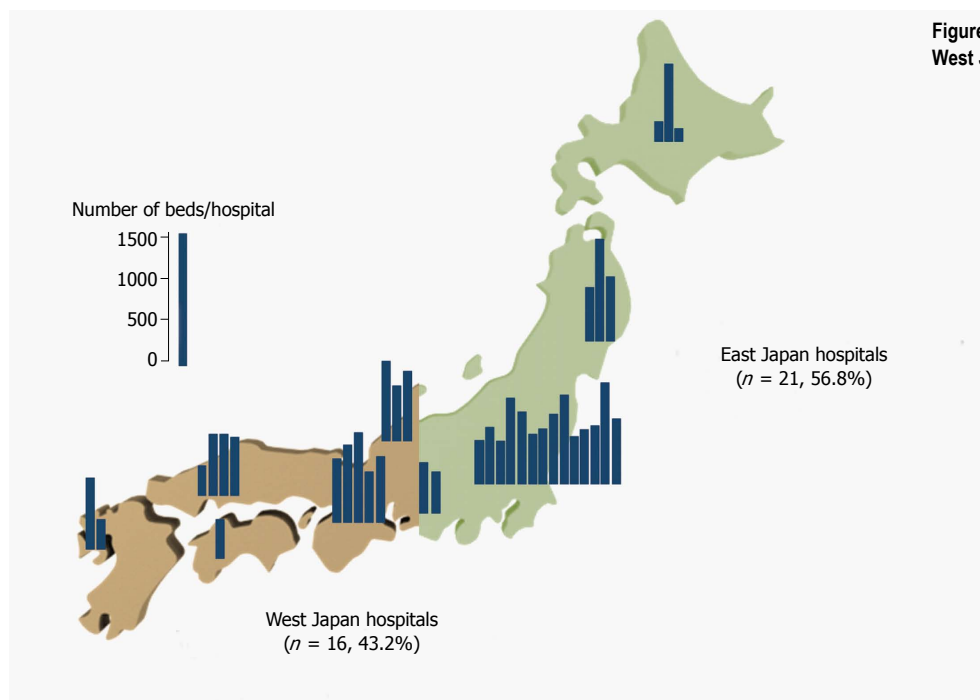 Figure
West J
Number of beds/hospital
1500
1000
500
0
East Japan hospitals
(n = 21, 56.8%)
West Japan hospitals
(n = 16, 43.2%)